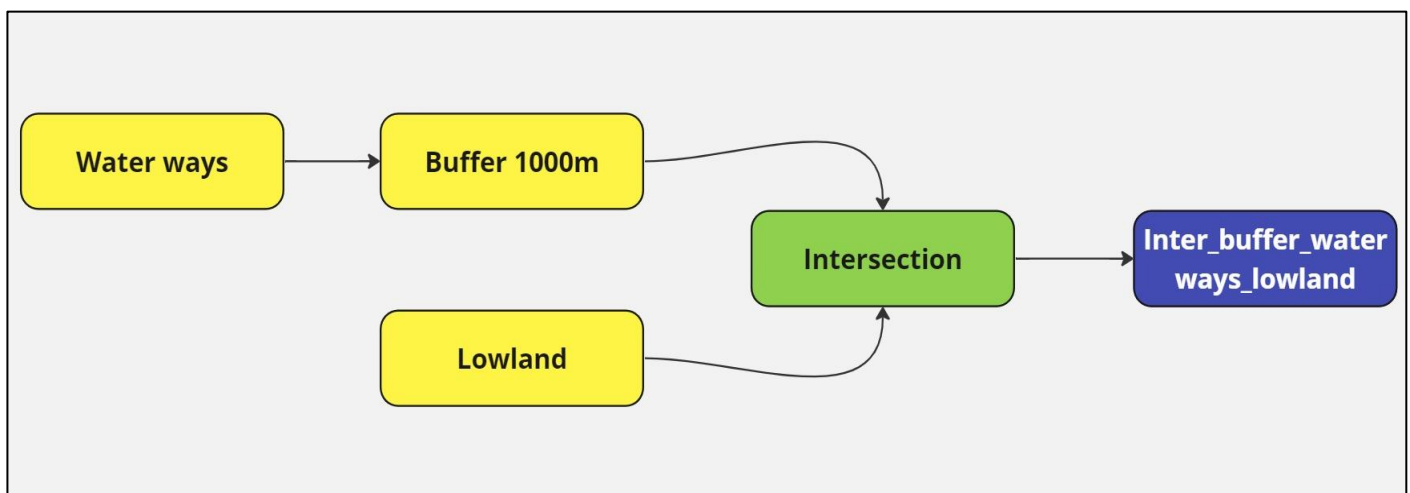 Water ways
Buffer 1000m
Intersection
Inter_buffer_water
ways_lowland
Lowland